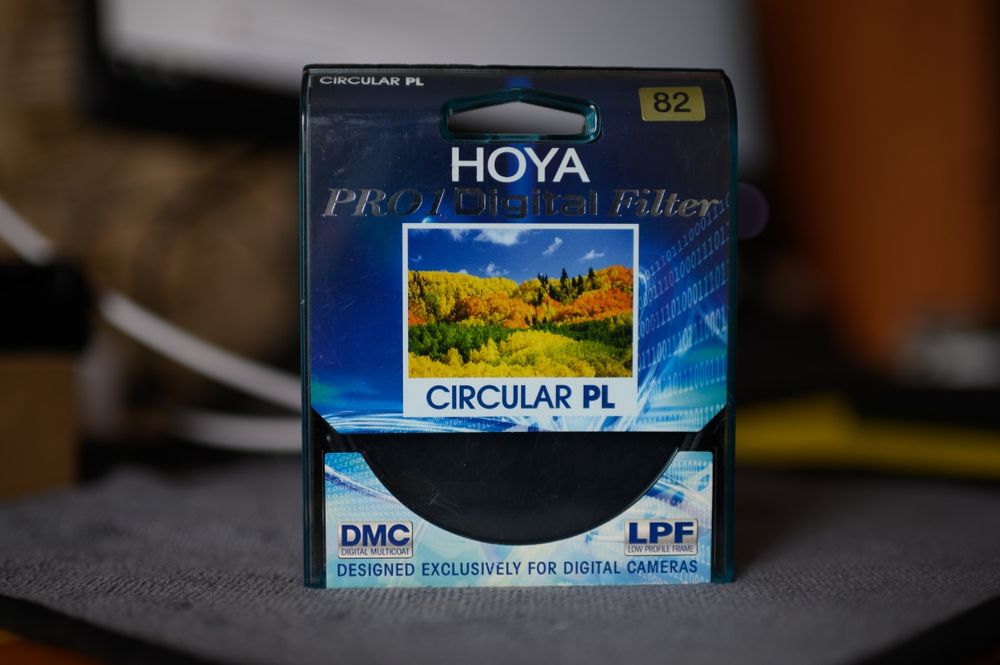 CIRCULAR PL
82
HOYA
PRO1 Digital Filter
CIRCULAR PL
DMC
DIGITAL MULTICOAT
LPF
LOW PROFILE FRAME
DESIGNED EXCLUSIVELY FOR DIGITAL CAMERAS